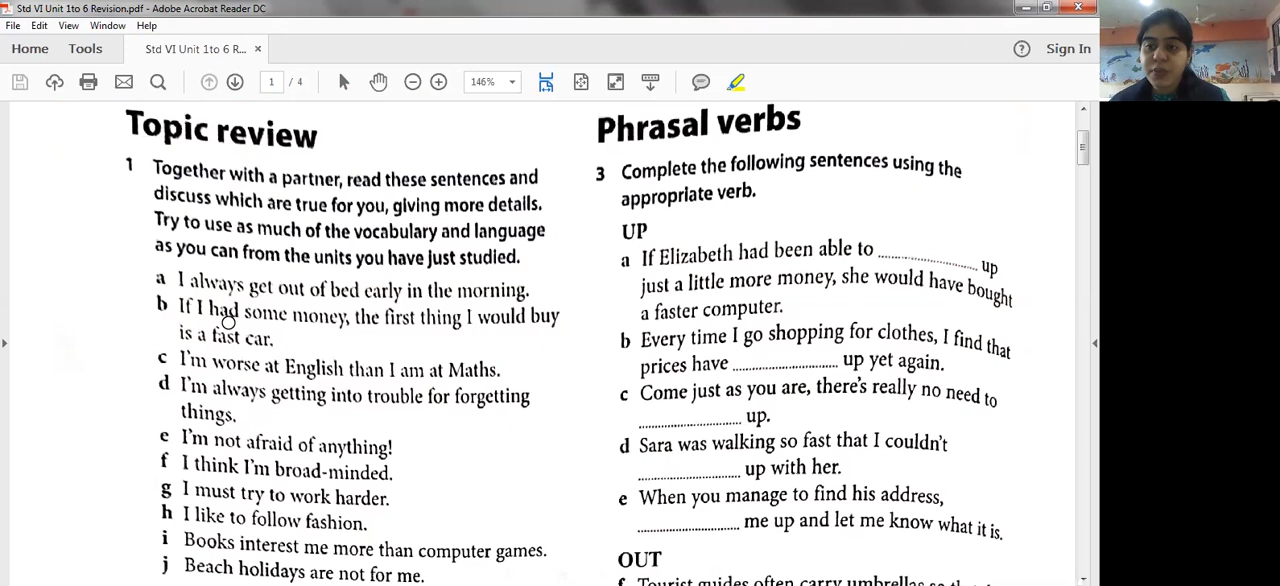 Std VI Unit 1 to 6 Revision.pdf - Adobe Acrobat Reader DC
File Edit View Window Help
Home Tools Std VI Unit 1to 6 R... × Sign In
1 / 4 146%
Topic review
1 Together with a partner, read these sentences and
discuss which are true for you, giving more details.
Try to use as much of the vocabulary and language
as you can from the units you have just studied.
a I always get out of bed early in the morning.
b If I had some money, the first thing I would buy
is a fast car.
c I'm worse at English than I am at Maths.
d I'm always getting into trouble for forgetting
things.
e I'm not afraid of anything!
f I think I'm broad-minded.
g I must try to work harder.
h I like to follow fashion.
i Books interest me more than computer games.
j Beach holidays are not for me.
Phrasal verbs
3 Complete the following sentences using the
appropriate verb.
UP
a If Elizabeth had been able to .......................... up
just a little more money, she would have bought
a faster computer.
b Every time I go shopping for clothes, I find that
prices have .......................... up yet again.
c Come just as you are, there's really no need to
.......................... up.
d Sara was walking so fast that I couldn't
.......................... up with her.
e When you manage to find his address,
.......................... me up and let me know what it is.
OUT
f Tourist guides often carry umbrellas so that